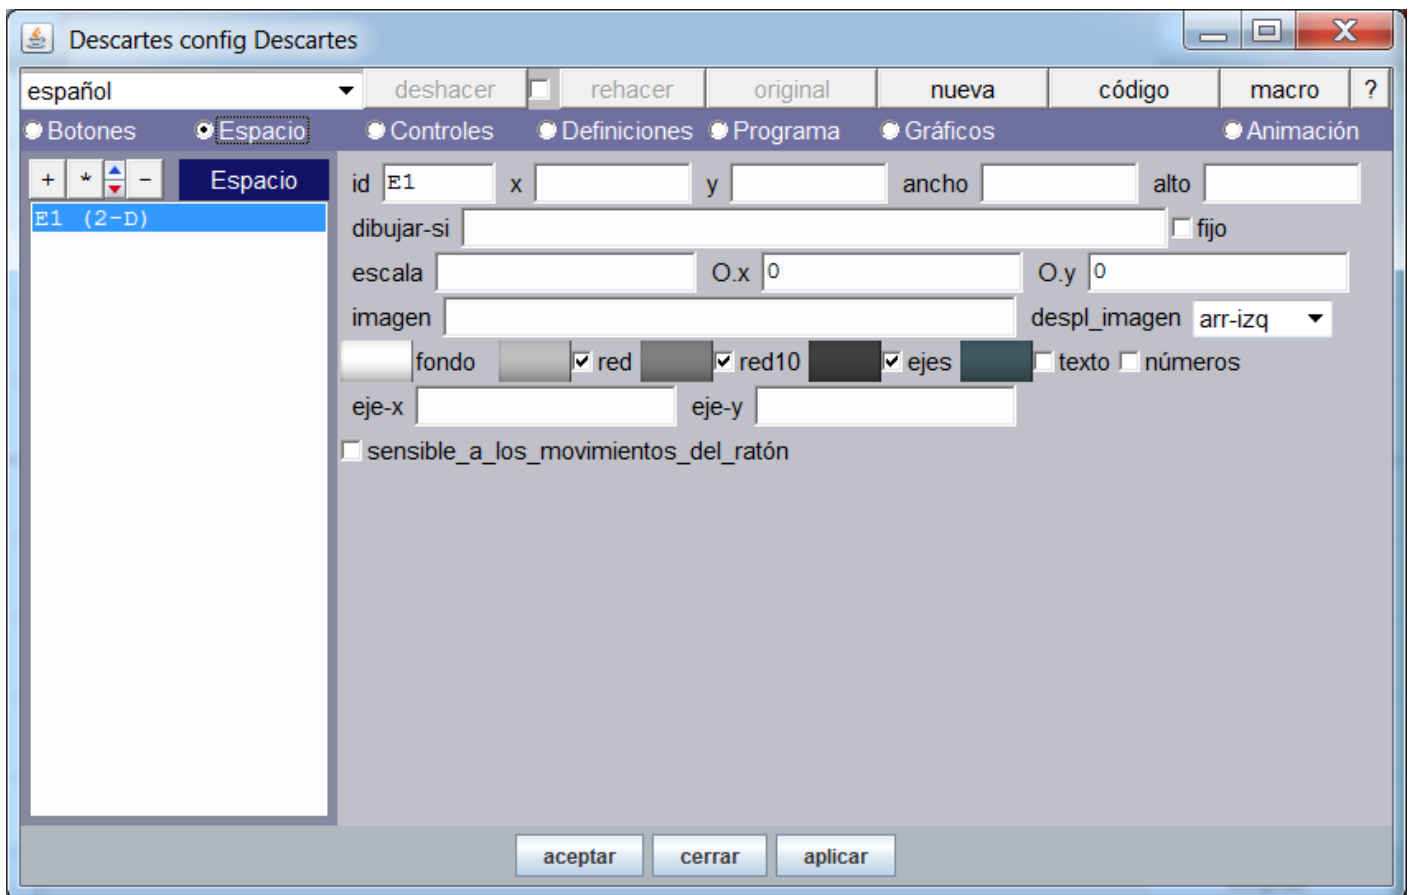 Descartes config Descartes
X
español deshacer rehacer original nueva código macro ?
Botones Espacio Controles Definiciones Programa Gráficos Animación
+ * − Espacio id E1 x y ancho alto
E1 (2-D)
dibujar-si fijo
escala O.x 0 O.y 0
imagen despl_imagen arr-izq
fondo red red10 ejes texto números
eje-x eje-y
sensible_a_los_movimientos_del_ratón
aceptar cerrar aplicar